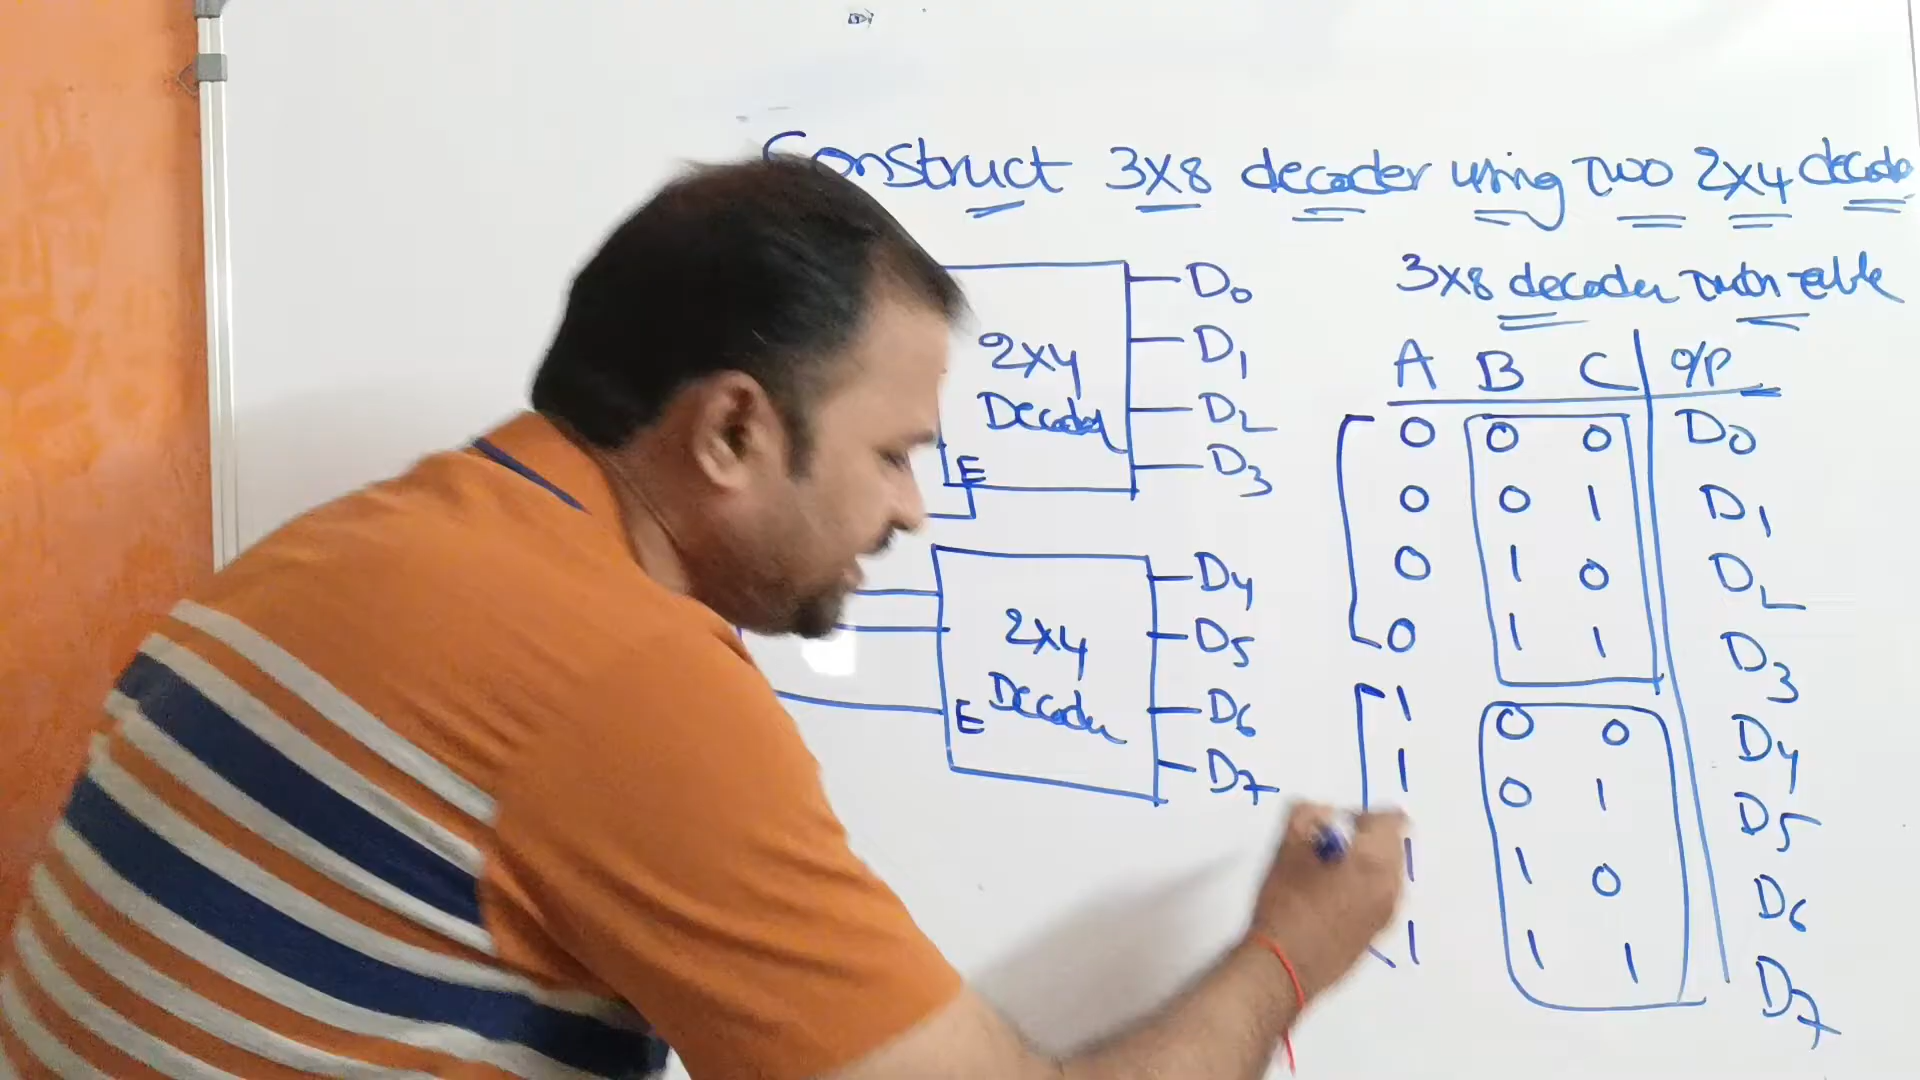 Construct 3X8 decoder using Two 2X4 decode
D0
D1
D2
D3
2X4
Decoder
E
D4
D5
D6
D7
2X4
Decoder
E
3X8 decoder Truth table
A B C O/P
0 0 0 D0
0 0 1 D1
0 1 0 D2
0 1 1 D3
1 0 0 D4
1 0 1 D5
1 1 0 D6
1 1 1 D7